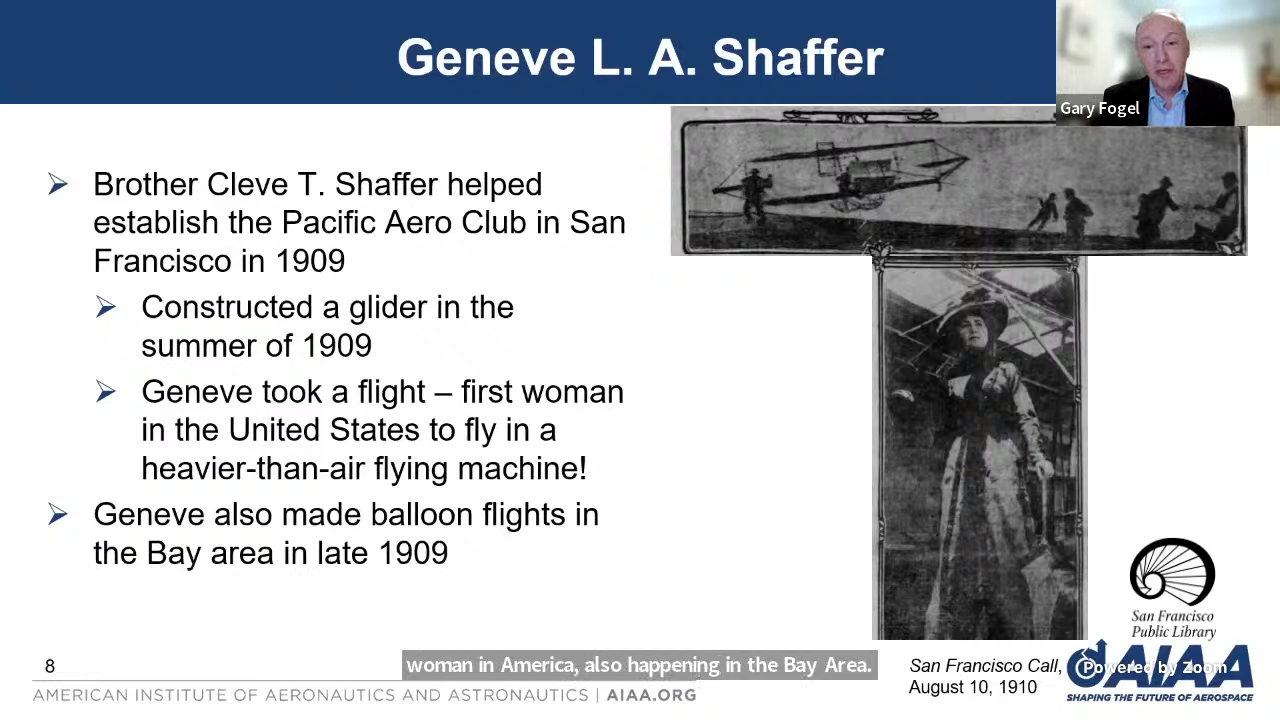 Geneve L. A. Shaffer
Gary Fogel
➢ Brother Cleve T. Shaffer helped
establish the Pacific Aero Club in San
Francisco in 1909
➢ Constructed a glider in the
summer of 1909
➢ Geneve took a flight – first woman
in the United States to fly in a
heavier-than-air flying machine!
➢ Geneve also made balloon flights in
the Bay area in late 1909
San Francisco
Public Library
8
woman in America, also happening in the Bay Area.
San Francisco Call,
August 10, 1910
Powered by Zoom
AIAA
SHAPING THE FUTURE OF AEROSPACE
AMERICAN INSTITUTE OF AERONAUTICS AND ASTRONAUTICS | AIAA.ORG